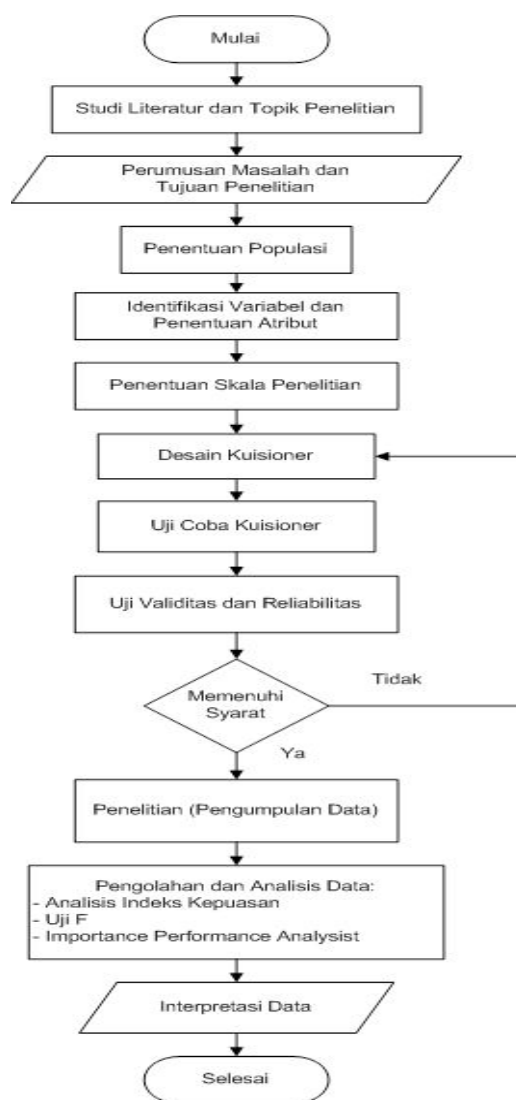 Mulai
Studi Literatur dan Topik Penelitian
Perumusan Masalah dan
Tujuan Penelitian
Penentuan Populasi
Identifikasi Variabel dan
Penentuan Atribut
Penentuan Skala Penelitian
Desain Kuisioner
Uji Coba Kuisioner
Uji Validitas dan Reliabilitas
Memenuhi
Syarat
Tidak
Ya
Penelitian (Pengumpulan Data)
Pengolahan dan Analisis Data:
- Analisis Indeks Kepuasan
- Uji F
- Importance Performance Analysist
Interpretasi Data
Selesai